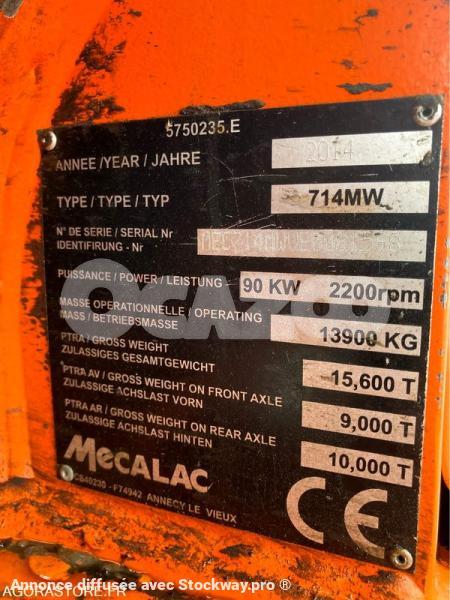 5750235.E
ANNEE / YEAR / JAHRE 2014
TYPE / TYPE / TYP 714MW
N° DE SERIE / SERIAL Nr
IDENTIFIRUNG - Nr
PUISSANCE / POWER / LEISTUNG 90 KW 2200rpm
MASSE OPERATIONNELLE / OPERATING
MASS / BETRIEBSMASSE 13900 KG
PTRA / GROSS WEIGHT
ZULASSIGES GESAMTGEWICHT 15,600 T
PTRA AV / GROSS WEIGHT ON FRONT AXLE
ZULASSIGE ACHSLAST VORN 9,000 T
PTRA AR / GROSS WEIGHT ON REAR AXLE
ZULASSIGE ACHSLAST HINTEN 10,000 T
MECALAC
CB40230 - F74942 ANNECY LE VIEUX
CE
OCAZOO
Annonce diffusée avec Stockway.pro ®
AGORASTORE.FR